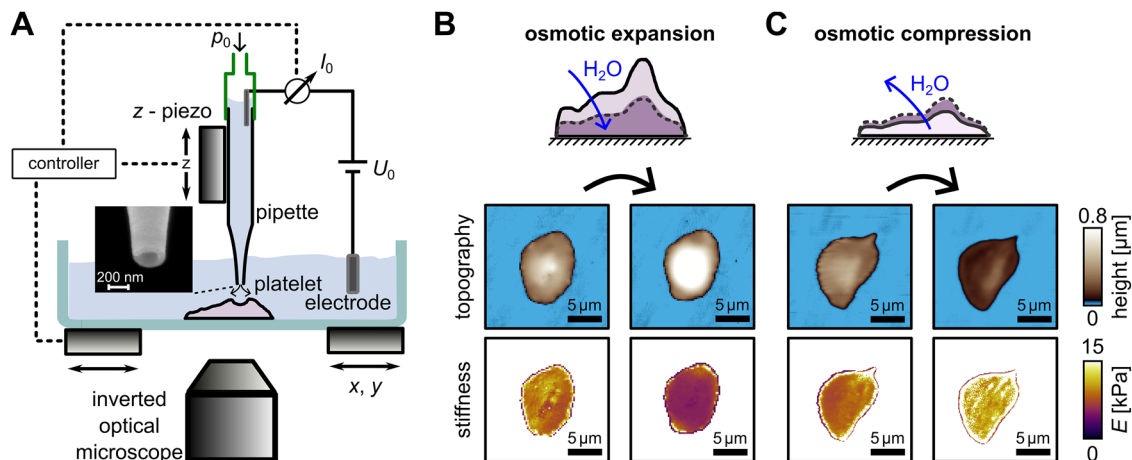 A
p0
I0
z - piezo
z
controller
U0
pipette
200 nm
platelet
electrode
x, y
inverted
optical
microscope
B
osmotic expansion
H2O
C
osmotic compression
H2O
topography
5 µm
5 µm
5 µm
5 µm
0.8
height [µm]
0
stiffness
5 µm
5 µm
5 µm
5 µm
15
E [kPa]
0